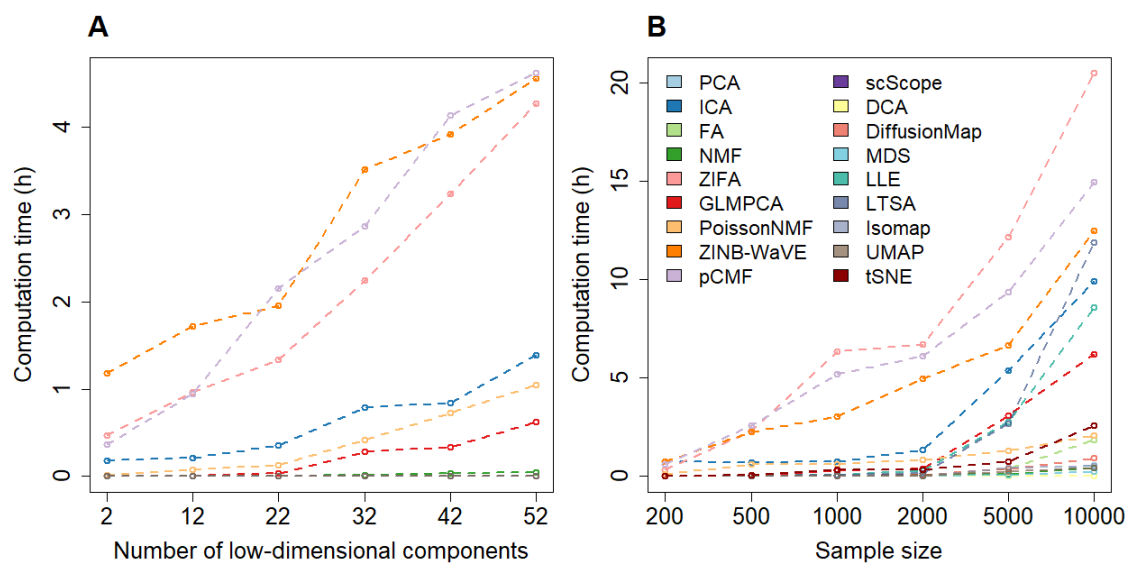 A
Computation time (h)
0
1
2
3
4
2 12 22 32 42 52
Number of low-dimensional components
B
Computation time (h)
0
5
10
15
20
PCA
ICA
FA
NMF
ZIFA
GLMPCA
PoissonNMF
ZINB-WaVE
pCMF
scScope
DCA
DiffusionMap
MDS
LLE
LTSA
Isomap
UMAP
tSNE
200 500 1000 2000 5000 10000
Sample size